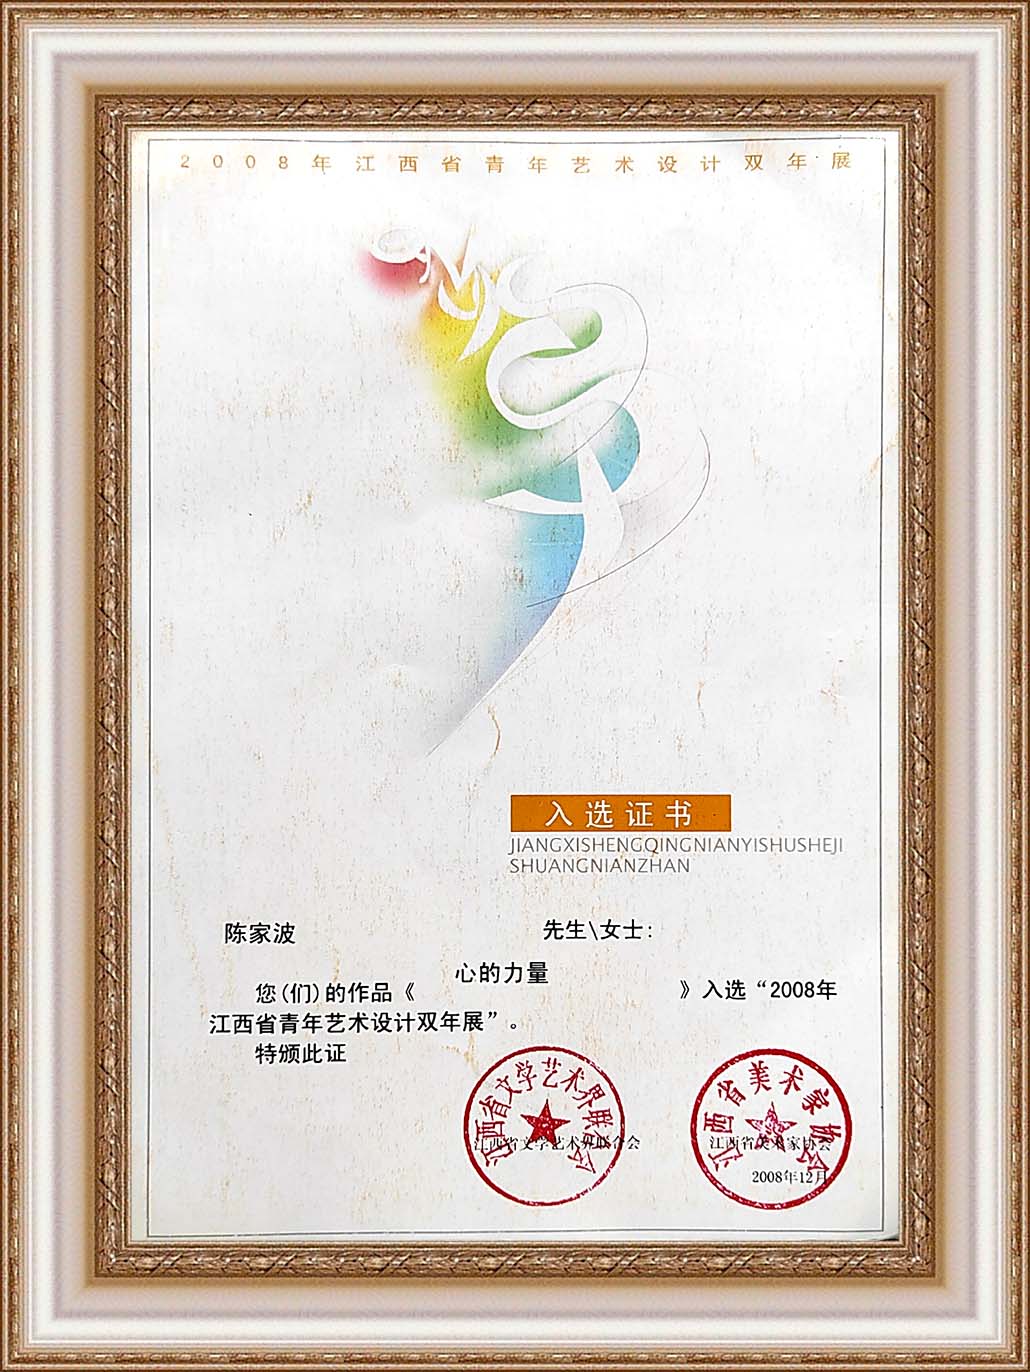 2008年江西省青年艺术设计双年展
入选证书
JIANGXISHENGQINGNIANYISHUSHEJI
SHUANGNIANZHAN
陈家波 先生\女士:
心的力量
您(们)的作品《 》入选“2008年
江西省青年艺术设计双年展”。
特颁此证
江西省文学艺术界联合会
江西省美术家协会
江西省文学艺术界联合会 江西省美术家协会
2008年12月